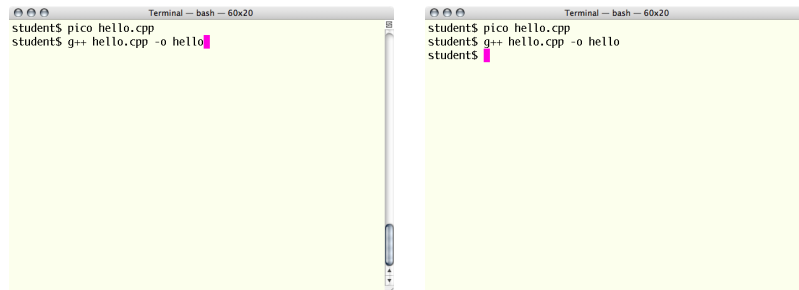 Terminal — bash — 60x20
student$ pico hello.cpp
student$ g++ hello.cpp -o hello
Terminal — bash — 60x20
student$ pico hello.cpp
student$ g++ hello.cpp -o hello
student$